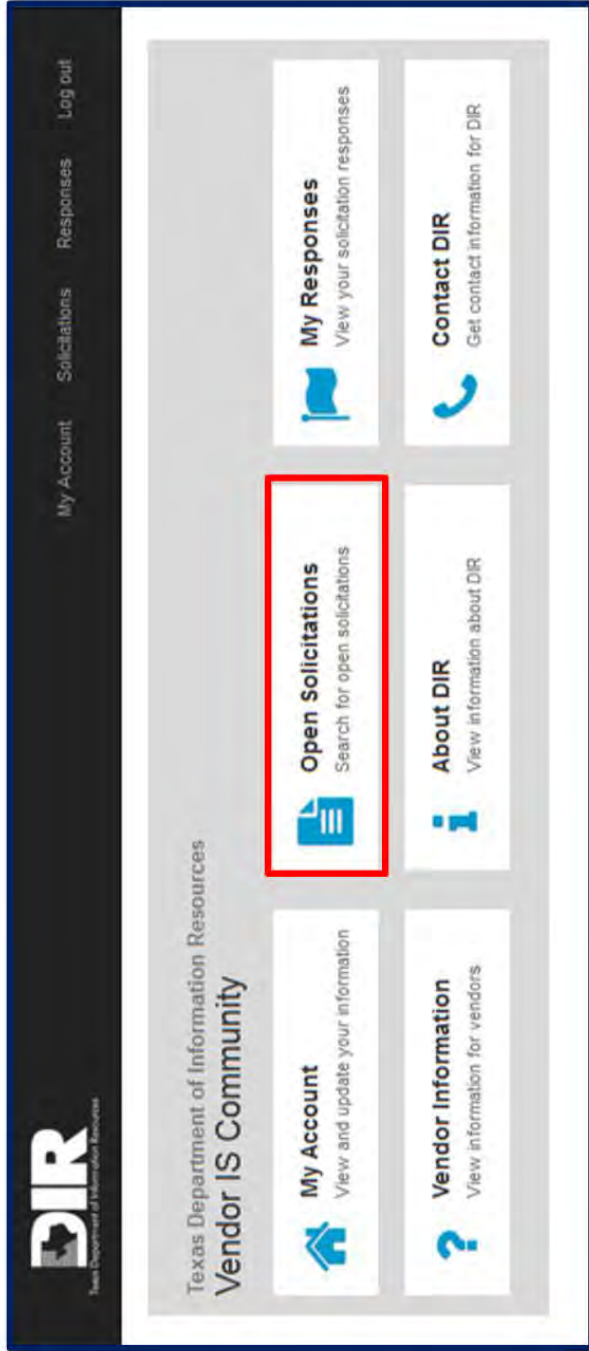 DIR
Texas Department of Information Resources
My Account Solicitations Responses Log out
Texas Department of Information Resources
Vendor IS Community
My Account
View and update your information
Open Solicitations
Search for open solicitations
My Responses
View your solicitation responses
Vendor Information
View information for vendors
About DIR
View information about DIR
Contact DIR
Get contact information for DIR